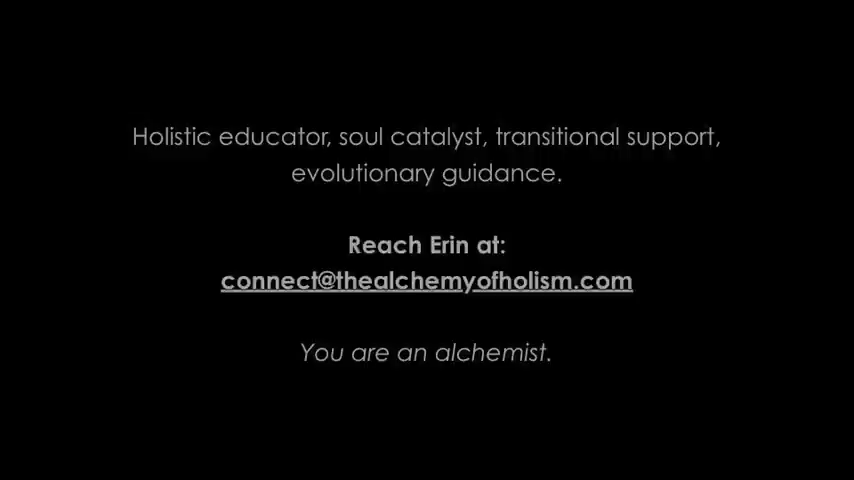 Holistic educator, soul catalyst, transitional support,
evolutionary guidance.
Reach Erin at:
connect@thealchemyofholism.com
You are an alchemist.